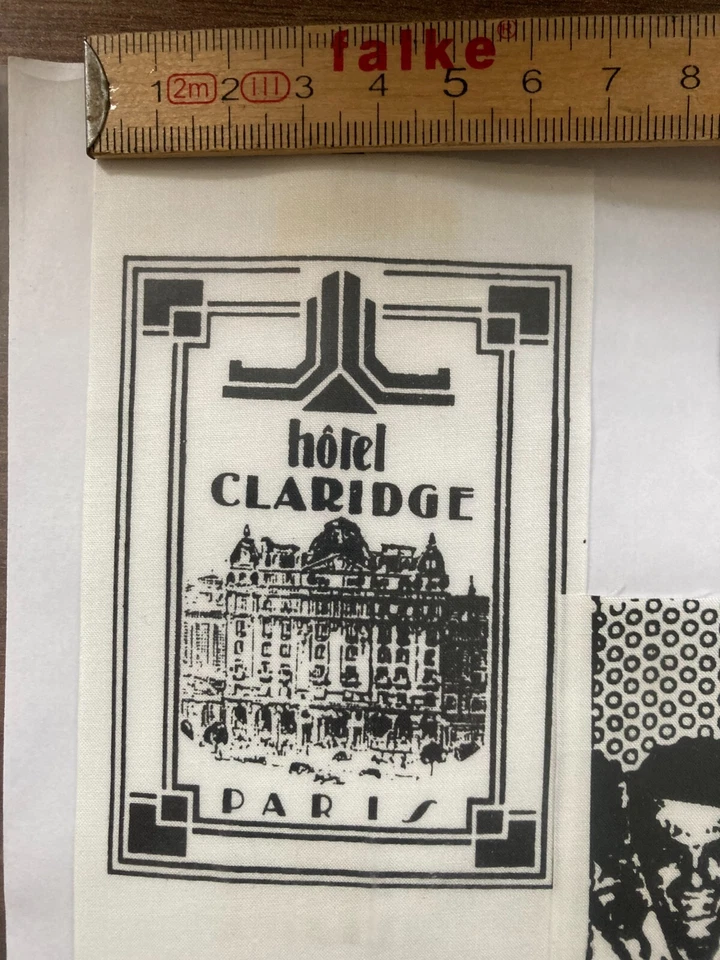 falke®
1 2m 2 III 3 4 5 6 7 8
hôtel
CLARIDGE
PARIS